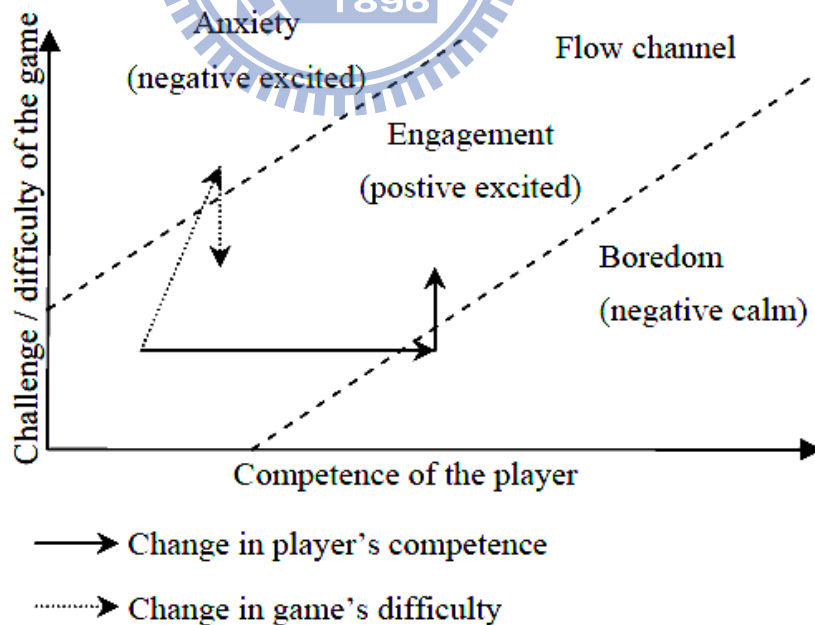 1898
Anxiety
(negative excited)
Flow channel
Engagement
(postive excited)
Boredom
(negative calm)
Challenge / difficulty of the game
Competence of the player
Change in player's competence
Change in game's difficulty